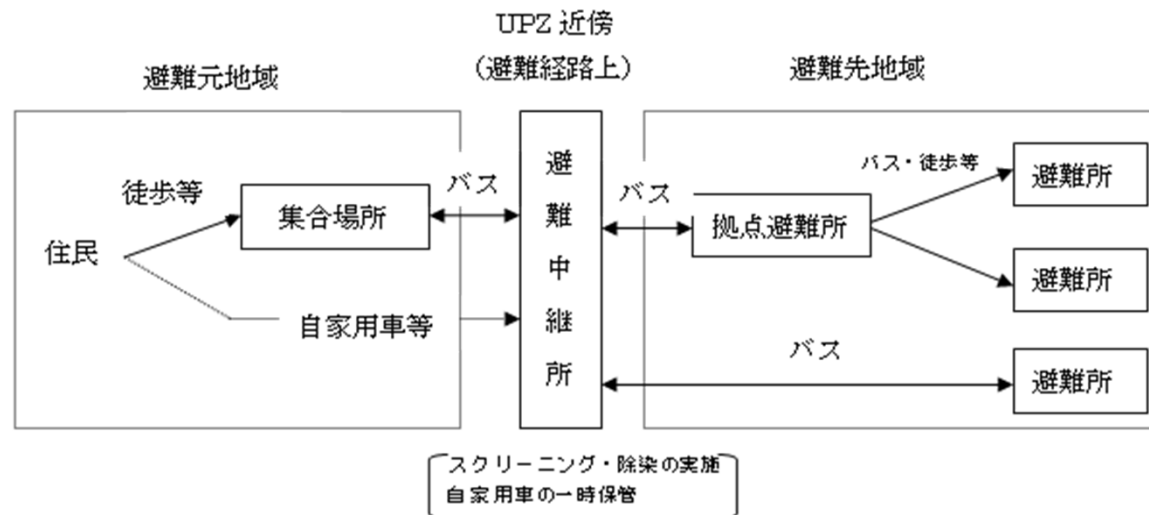 UPZ 近傍
(避難経路上)
避難元地域
避難先地域
住民
徒歩等
集合場所
バス
自家用車等
避難中継所
バス
拠点避難所
バス・徒歩等
避難所
避難所
バス
避難所
スクリーニング・除染の実施
自家用車の一時保管